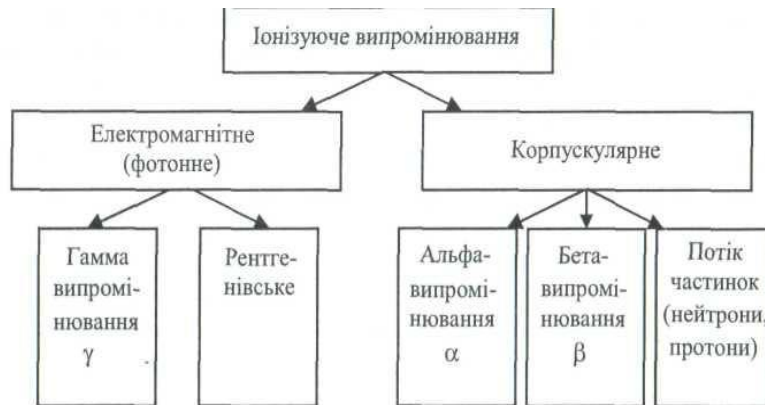 Іонізуюче випромінювання
Електромагнітне
(фотонне)
Корпускулярне
Гамма
випромі-
нювання
γ
Рентге-
нівське
Альфа-
випромі-
нювання
α
Бета-
випромі-
нювання
β
Потік
частинок
(нейтрони,
протони)